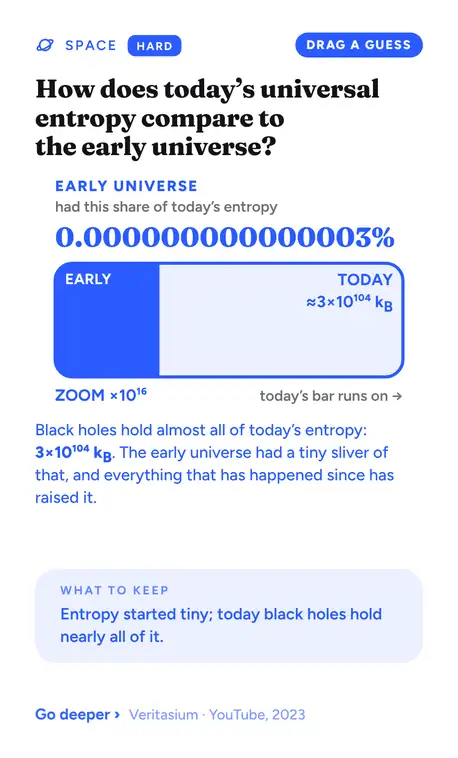 SPACE HARD DRAG A GUESS
How does today’s universal
entropy compare to
the early universe?
EARLY UNIVERSE
had this share of today’s entropy
0.000000000000003%
EARLY TODAY
≈3×10¹⁰⁴ kB
ZOOM ×10¹⁶ today’s bar runs on →
Black holes hold almost all of today’s entropy:
3×10¹⁰⁴ kB. The early universe had a tiny sliver of
that, and everything that has happened since has
raised it.
WHAT TO KEEP
Entropy started tiny; today black holes hold
nearly all of it.
Go deeper › Veritasium · YouTube, 2023